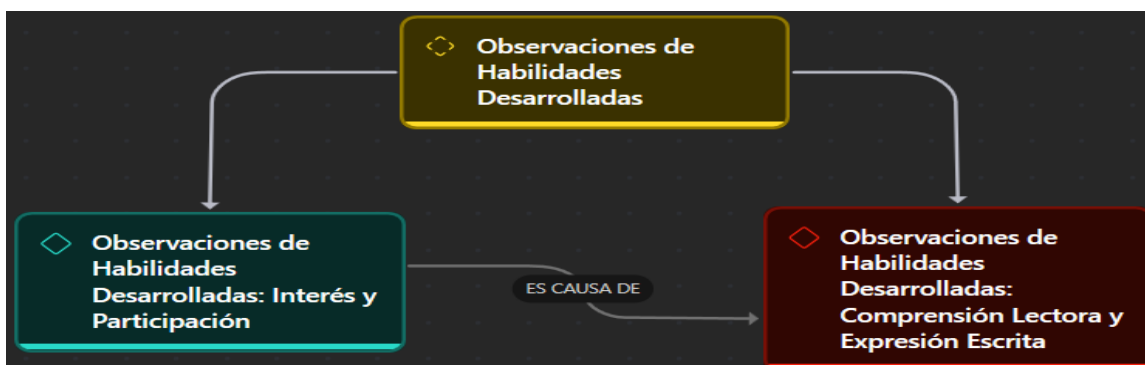 Observaciones de
Habilidades
Desarrolladas
Observaciones de
Habilidades
Desarrolladas: Interés y
Participación
ES CAUSA DE
Observaciones de
Habilidades
Desarrolladas:
Comprensión Lectora y
Expresión Escrita